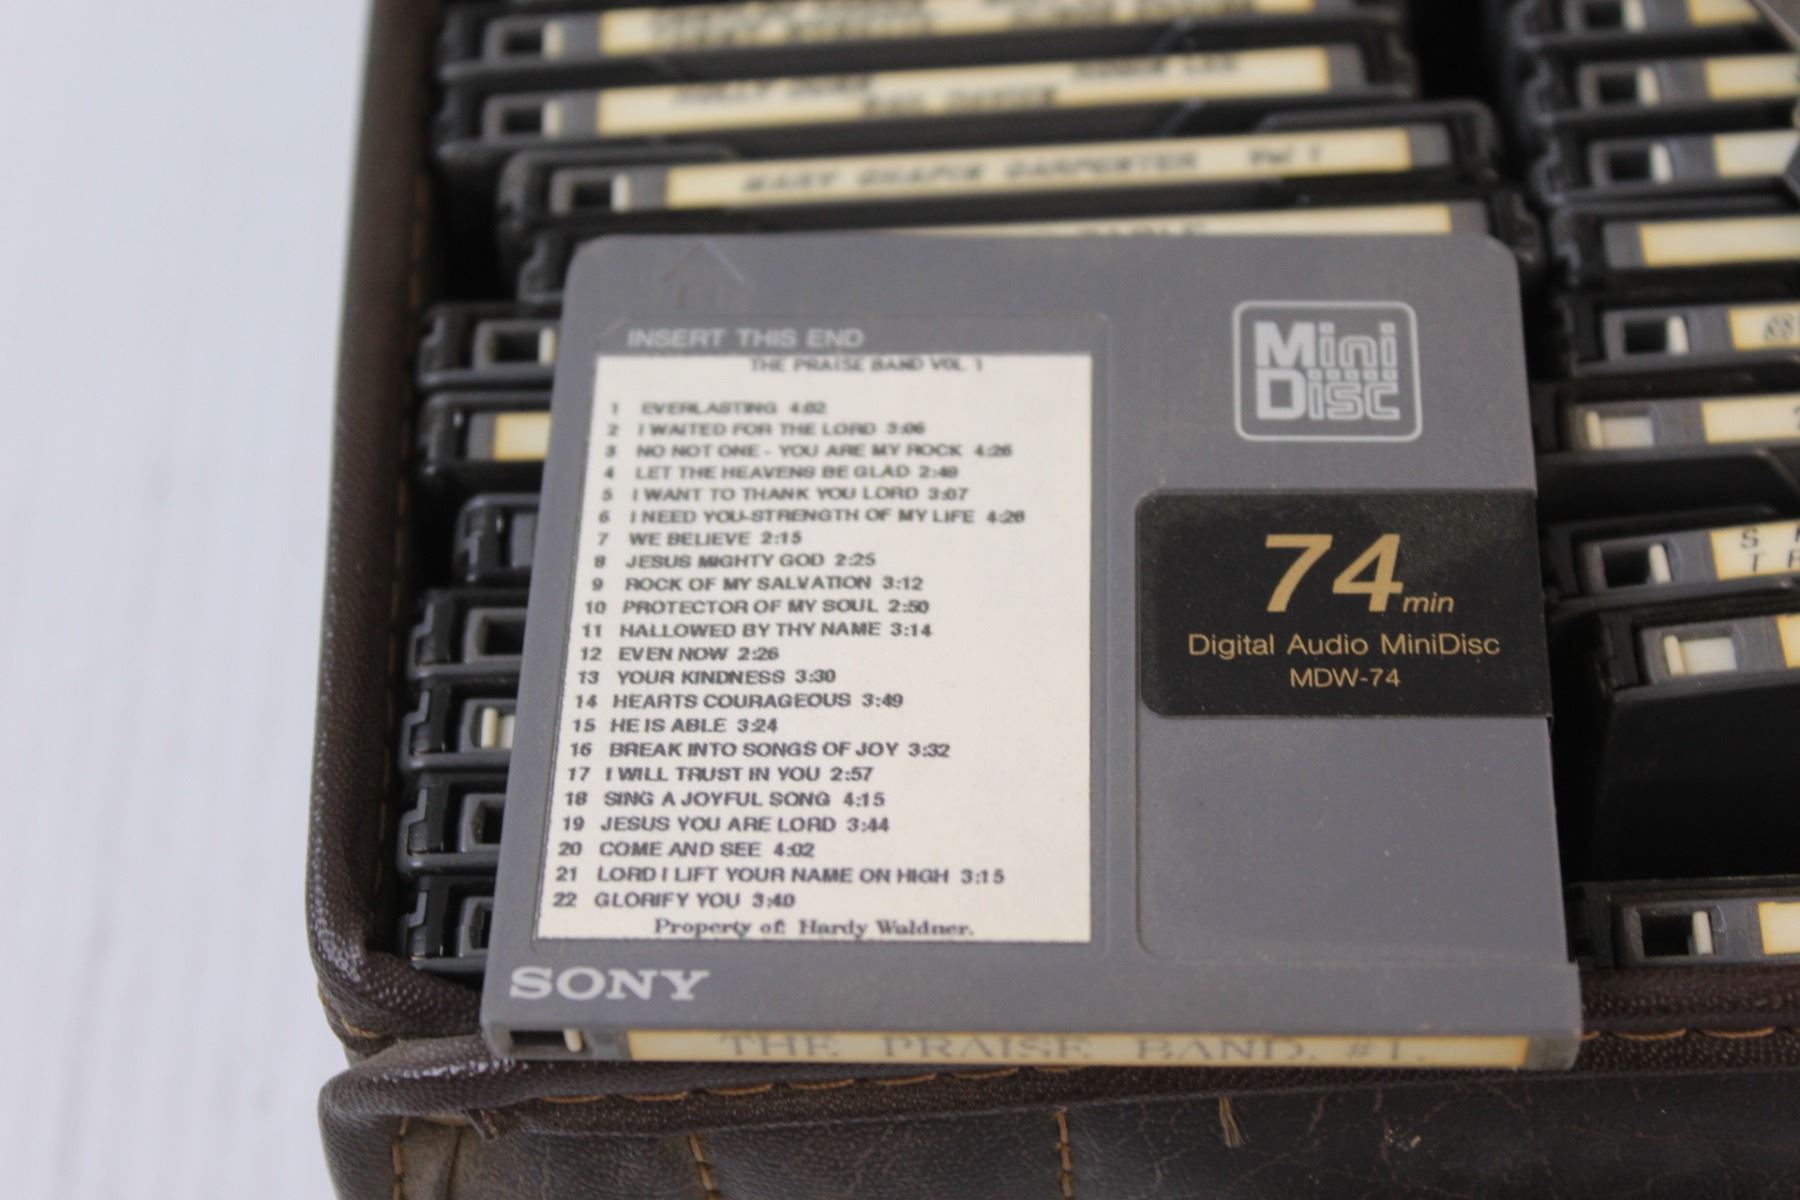 MARY CHAPIN CARPENTER Vol 1
INSERT THIS END
THE PRAISE BAND VOL 1
1 EVERLASTING 4:02
2 I WAITED FOR THE LORD 3:06
3 NO NOT ONE - YOU ARE MY ROCK 4:26
4 LET THE HEAVENS BE GLAD 2:49
5 I WANT TO THANK YOU LORD 3:07
6 I NEED YOU-STRENGTH OF MY LIFE 4:26
7 WE BELIEVE 2:15
8 JESUS MIGHTY GOD 2:25
9 ROCK OF MY SALVATION 3:12
10 PROTECTOR OF MY SOUL 2:50
11 HALLOWED BY THY NAME 3:14
12 EVEN NOW 2:26
13 YOUR KINDNESS 3:30
14 HEARTS COURAGEOUS 3:49
15 HE IS ABLE 3:24
16 BREAK INTO SONGS OF JOY 3:32
17 I WILL TRUST IN YOU 2:57
18 SING A JOYFUL SONG 4:15
19 JESUS YOU ARE LORD 3:44
20 COME AND SEE 4:02
21 LORD I LIFT YOUR NAME ON HIGH 3:15
22 GLORIFY YOU 3:40
Property of: Hardy Waldner.
SONY
Mini
Disc
74 min
Digital Audio MiniDisc
MDW-74
THE PRAISE BAND. #1.